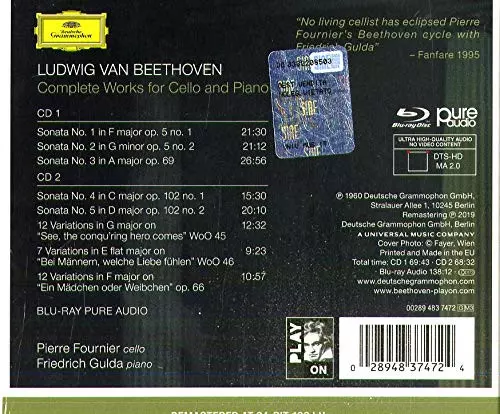 Deutsche
Grammophon
"No living cellist has eclipsed Pierre
Fournier's Beethoven cycle with
Friedrich Gulda"
– Fanfare 1995
LUDWIG VAN BEETHOVEN
Complete Works for Cello and Piano
CD 1
Sonata No. 1 in F major op. 5 no. 1 21:30
Sonata No. 2 in G minor op. 5 no. 2 21:12
Sonata No. 3 in A major op. 69 26:56
CD 2
Sonata No. 4 in C major op. 102 no. 1 15:30
Sonata No. 5 in D major op. 102 no. 2 20:10
12 Variations in G major on 12:32
"See, the conqu'ring hero comes" WoO 45
7 Variations in E flat major on 9:23
"Bei Männern, welche Liebe fühlen" WoO 46
12 Variations in F major on 10:57
"Ein Mädchen oder Weibchen" op. 66
BLU-RAY PURE AUDIO
Pierre Fournier cello
Friedrich Gulda piano
SIAE
Blu-ray Disc
pure
audio
ULTRA HIGH-QUALITY AUDIO
NO VIDEO CONTENT
DTS-HD
MA 2.0
℗ 1960 Deutsche Grammophon GmbH,
Stralauer Allee 1, 10245 Berlin
Remastering ℗ 2019
Deutsche Grammophon GmbH, Berlin
A UNIVERSAL MUSIC COMPANY
Cover Photo: © Fayer, Wien
Printed and Made in the EU
Total time: CD 1 69:43 · CD 2 68:32
Blu-ray Audio 138:12
www.deutschegrammophon.com
www.beethoven-playon.com
00289 483 7472
PLAY
ON
0 28948 37472 4